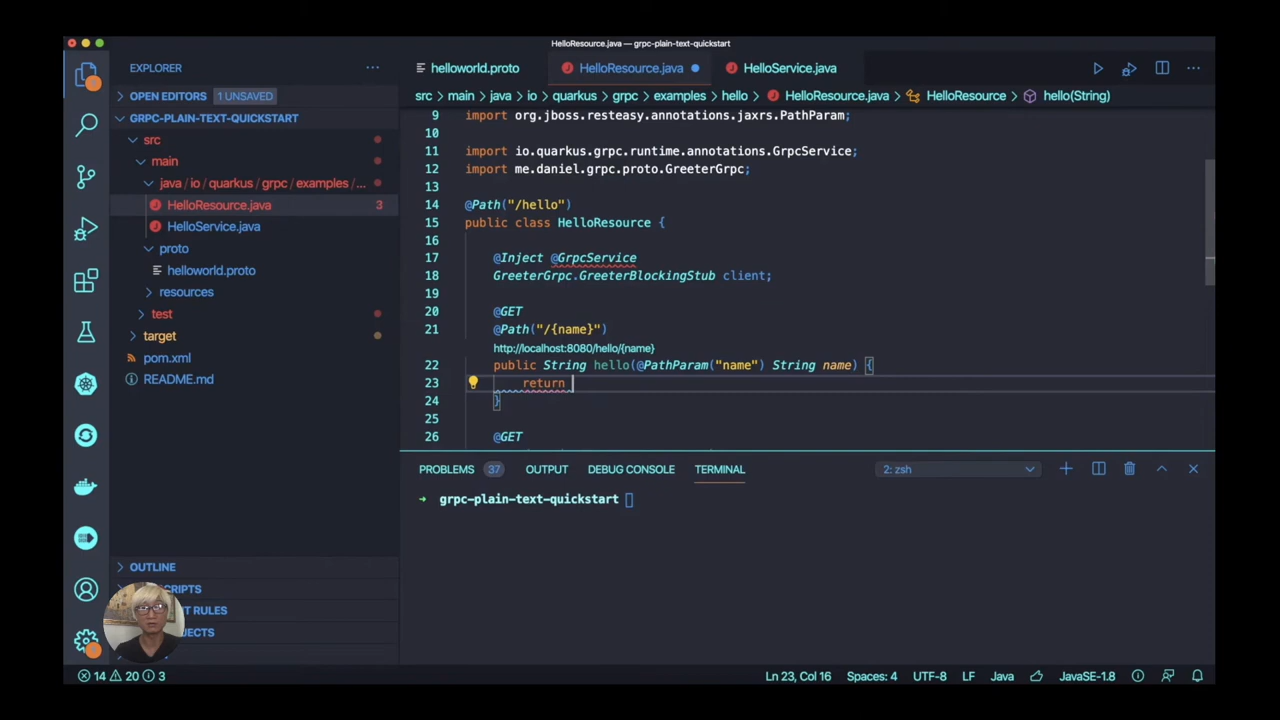 HelloResource.java — grpc-plain-text-quickstart
EXPLORER
OPEN EDITORS 1 UNSAVED
GRPC-PLAIN-TEXT-QUICKSTART
src
main
java / io / quarkus / grpc / examples / ...
HelloResource.java 3
HelloService.java
proto
helloworld.proto
resources
test
target
pom.xml
README.md
OUTLINE
SCRIPTS
T RULES
JECTS
helloworld.proto HelloResource.java HelloService.java
src > main > java > io > quarkus > grpc > examples > hello > HelloResource.java > HelloResource > hello(String)
9 import org.jboss.resteasy.annotations.jaxrs.PathParam;
10
11 import io.quarkus.grpc.runtime.annotations.GrpcService;
12 import me.daniel.grpc.proto.GreeterGrpc;
13
14 @Path("/hello")
15 public class HelloResource {
16
17 @Inject @GrpcService
18 GreeterGrpc.GreeterBlockingStub client;
19
20 @GET
21 @Path("/{name}")
http://localhost:8080/hello/{name}
22 public String hello(@PathParam("name") String name) {
23 return
24 }
25
26 @GET
PROBLEMS 37 OUTPUT DEBUG CONSOLE TERMINAL 2: zsh
→ grpc-plain-text-quickstart
14 20 3 Ln 23, Col 16 Spaces: 4 UTF-8 LF Java JavaSE-1.8